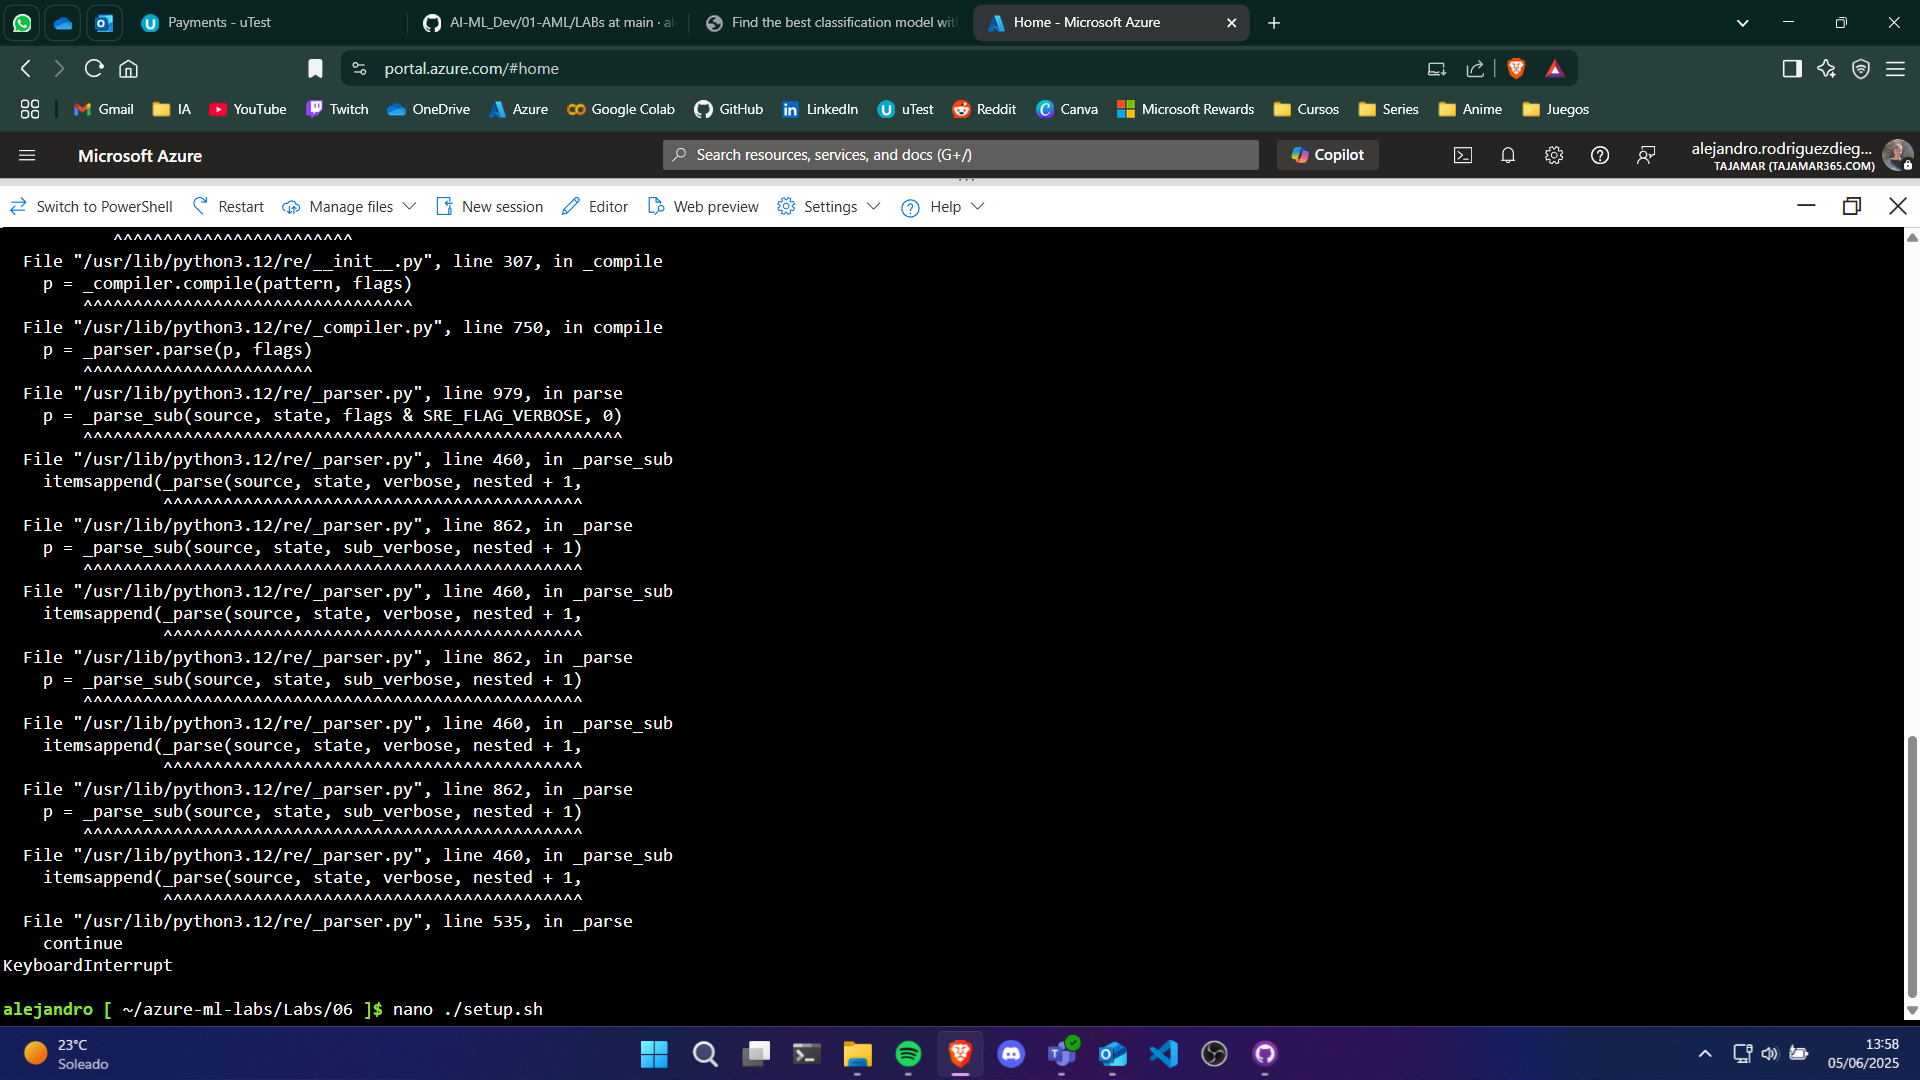 Payments - uTest
AI-ML_Dev/01-AML/LABs at main · al
Find the best classification model wit
Home - Microsoft Azure
portal.azure.com/#home
Gmail
IA
YouTube
Twitch
OneDrive
Azure
Google Colab
GitHub
LinkedIn
uTest
Reddit
Canva
Microsoft Rewards
Cursos
Series
Anime
Juegos
Microsoft Azure
Search resources, services, and docs (G+/)
Copilot
alejandro.rodriguezdieg...
TAJAMAR (TAJAMAR365.COM)
Switch to PowerShell
Restart
Manage files
New session
Editor
Web preview
Settings
Help
^^^^^^^^^^^^^^^^^^^^^^^^
File "/usr/lib/python3.12/re/__init__.py", line 307, in _compile
p = _compiler.compile(pattern, flags)
^^^^^^^^^^^^^^^^^^^^^^^^^^^^^^^^^
File "/usr/lib/python3.12/re/_compiler.py", line 750, in compile
p = _parser.parse(p, flags)
^^^^^^^^^^^^^^^^^^^^^^^
File "/usr/lib/python3.12/re/_parser.py", line 979, in parse
p = _parse_sub(source, state, flags & SRE_FLAG_VERBOSE, 0)
^^^^^^^^^^^^^^^^^^^^^^^^^^^^^^^^^^^^^^^^^^^^^^^^^^^^^^
File "/usr/lib/python3.12/re/_parser.py", line 460, in _parse_sub
itemsappend(_parse(source, state, verbose, nested + 1,
^^^^^^^^^^^^^^^^^^^^^^^^^^^^^^^^^^^^^^^^^^
File "/usr/lib/python3.12/re/_parser.py", line 862, in _parse
p = _parse_sub(source, state, sub_verbose, nested + 1)
^^^^^^^^^^^^^^^^^^^^^^^^^^^^^^^^^^^^^^^^^^^^^^^^^^
File "/usr/lib/python3.12/re/_parser.py", line 460, in _parse_sub
itemsappend(_parse(source, state, verbose, nested + 1,
^^^^^^^^^^^^^^^^^^^^^^^^^^^^^^^^^^^^^^^^^^
File "/usr/lib/python3.12/re/_parser.py", line 862, in _parse
p = _parse_sub(source, state, sub_verbose, nested + 1)
^^^^^^^^^^^^^^^^^^^^^^^^^^^^^^^^^^^^^^^^^^^^^^^^^^
File "/usr/lib/python3.12/re/_parser.py", line 460, in _parse_sub
itemsappend(_parse(source, state, verbose, nested + 1,
^^^^^^^^^^^^^^^^^^^^^^^^^^^^^^^^^^^^^^^^^^
File "/usr/lib/python3.12/re/_parser.py", line 862, in _parse
p = _parse_sub(source, state, sub_verbose, nested + 1)
^^^^^^^^^^^^^^^^^^^^^^^^^^^^^^^^^^^^^^^^^^^^^^^^^^
File "/usr/lib/python3.12/re/_parser.py", line 460, in _parse_sub
itemsappend(_parse(source, state, verbose, nested + 1,
^^^^^^^^^^^^^^^^^^^^^^^^^^^^^^^^^^^^^^^^^^
File "/usr/lib/python3.12/re/_parser.py", line 535, in _parse
continue
KeyboardInterrupt
alejandro [ ~/azure-ml-labs/Labs/06 ]$ nano ./setup.sh
23°C
Soleado
13:58
05/06/2025